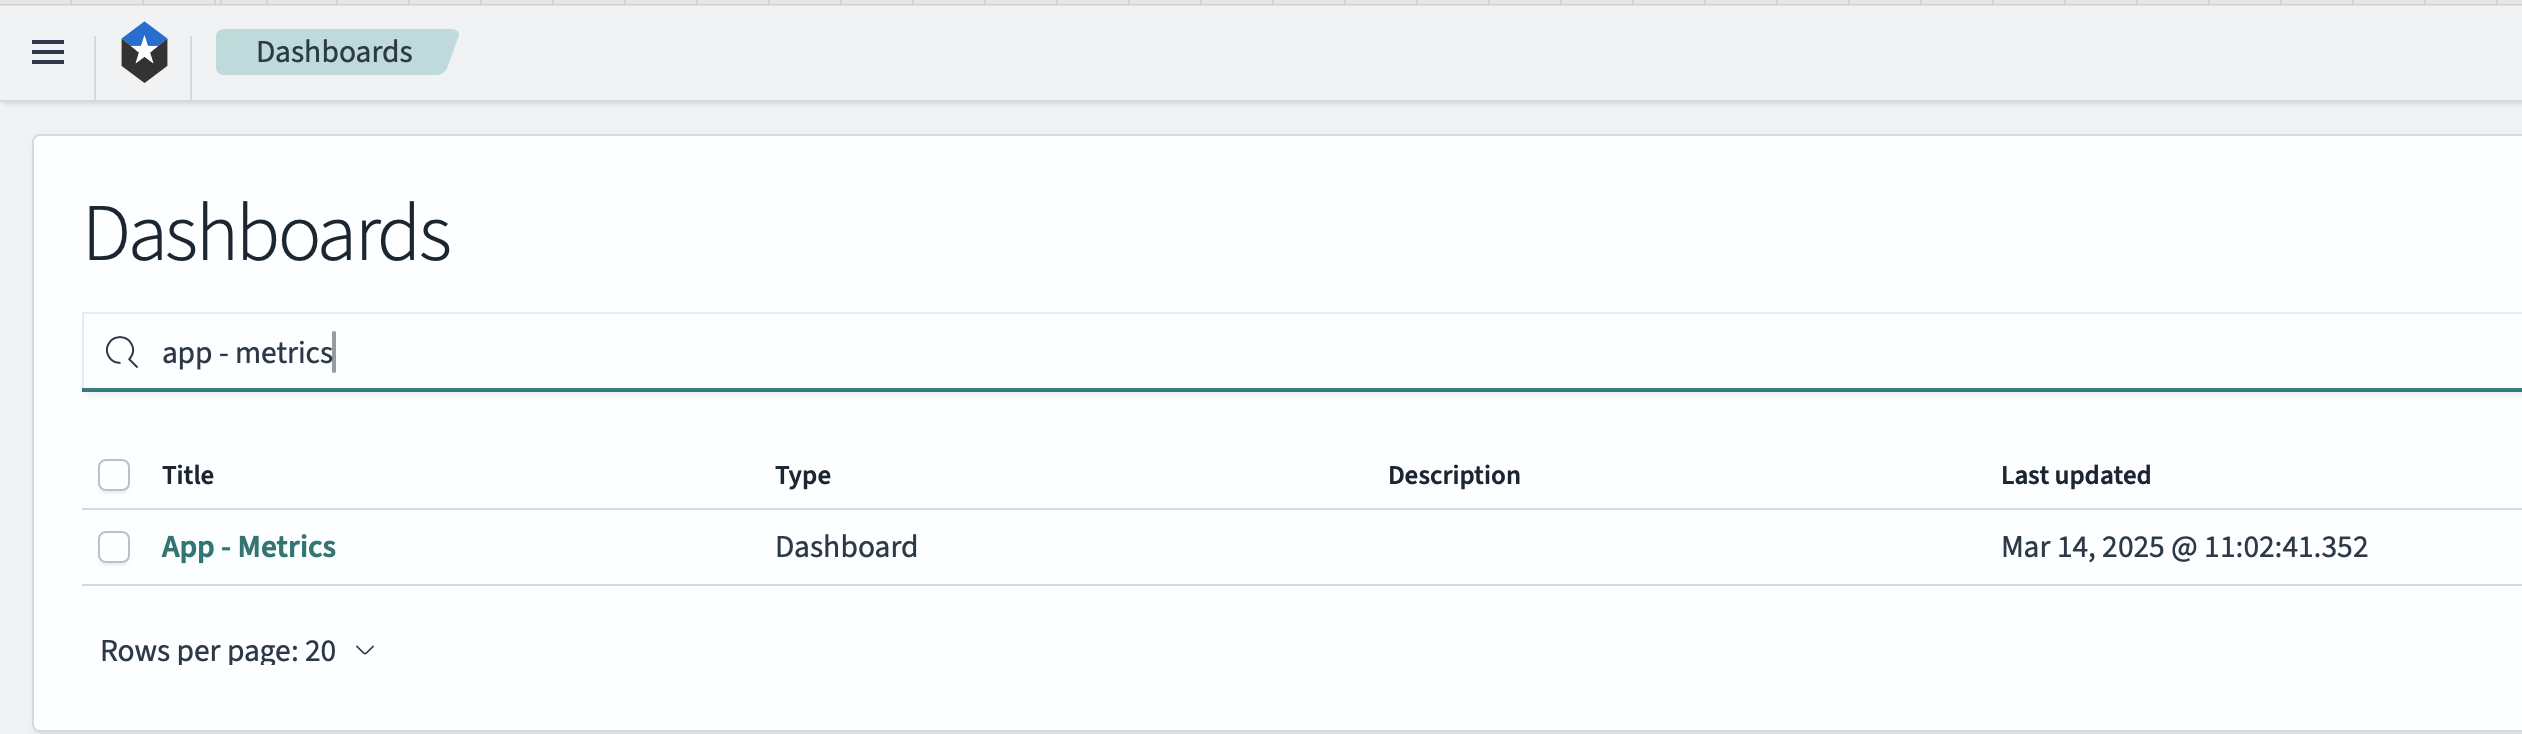 Dashboards
Dashboards
app - metrics
Title Type Description Last updated
App - Metrics Dashboard Mar 14, 2025 @ 11:02:41.352
Rows per page: 20